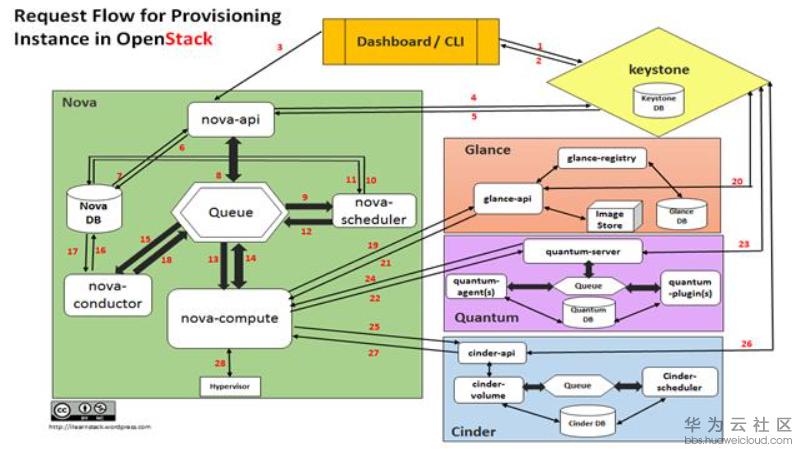 Request Flow for Provisioning
Instance in OpenStack
Dashboard / CLI
1
2
3
keystone
Keystone
DB
Nova
nova-api
4
5
6
7
8
Queue
9
10
11
12
nova-
scheduler
Nova
DB
15
16
17
18
13
14
nova-
conductor
nova-compute
28
Hypervisor
19
21
24
22
25
27
Glance
glance-registry
glance-api
Image
Store
Glance
DB
20
quantum-server
23
quantum-
agent(s)
Queue
quantum
-plugin(s)
Quantum
DB
Quantum
cinder-api
26
cinder-
volume
Queue
Cinder-
scheduler
Cinder DB
Cinder
cc
BY NC
http://ilearnstack.wordpress.com
华为云社区
bbs.huaweicloud.com